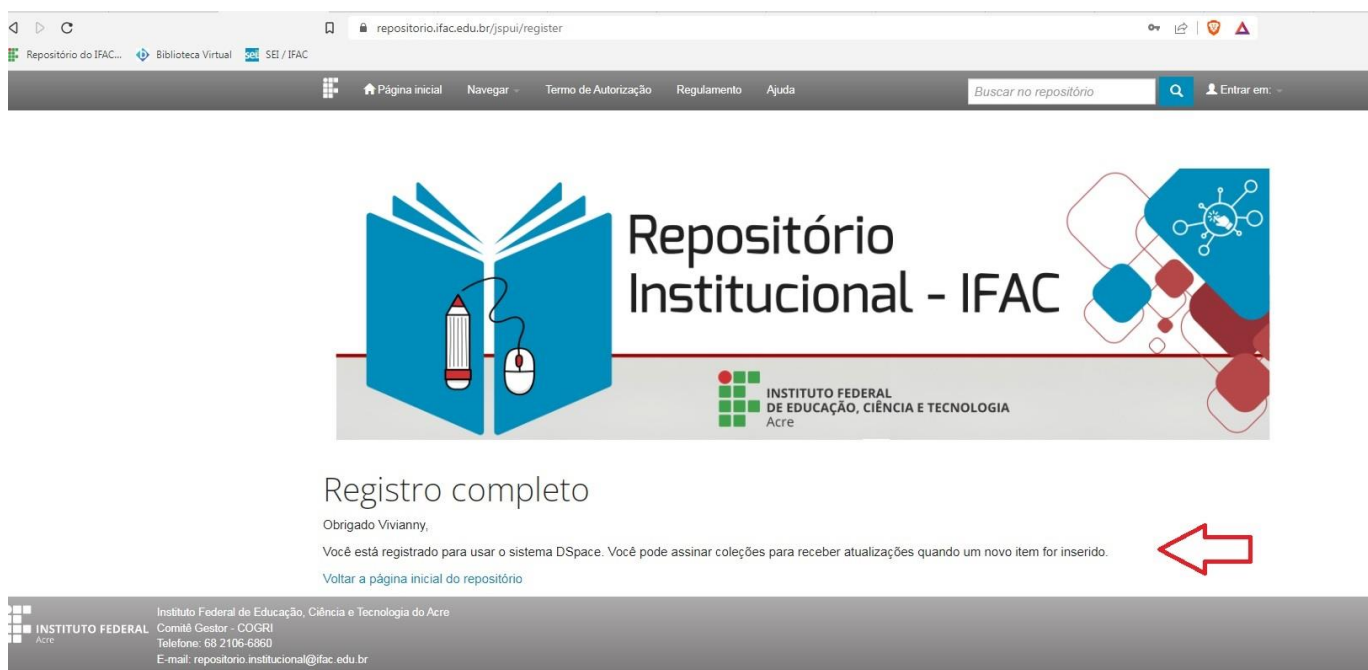 repositorio.ifac.edu.br/jspui/register
Repositório do IFAC... Biblioteca Virtual sei SEI / IFAC
Página inicial Navegar Termo de Autorização Regulamento Ajuda Buscar no repositório Entrar em:
Repositório
Institucional - IFAC
INSTITUTO FEDERAL
DE EDUCAÇÃO, CIÊNCIA E TECNOLOGIA
Acre
Registro completo
Obrigado Vivianny,
Você está registrado para usar o sistema DSpace. Você pode assinar coleções para receber atualizações quando um novo item for inserido.
Voltar a página inicial do repositório
INSTITUTO FEDERAL
Acre
Instituto Federal de Educação, Ciência e Tecnologia do Acre
Comitê Gestor - COGRI
Telefone: 68 2106-6860
E-mail: repositorio.institucional@ifac.edu.br